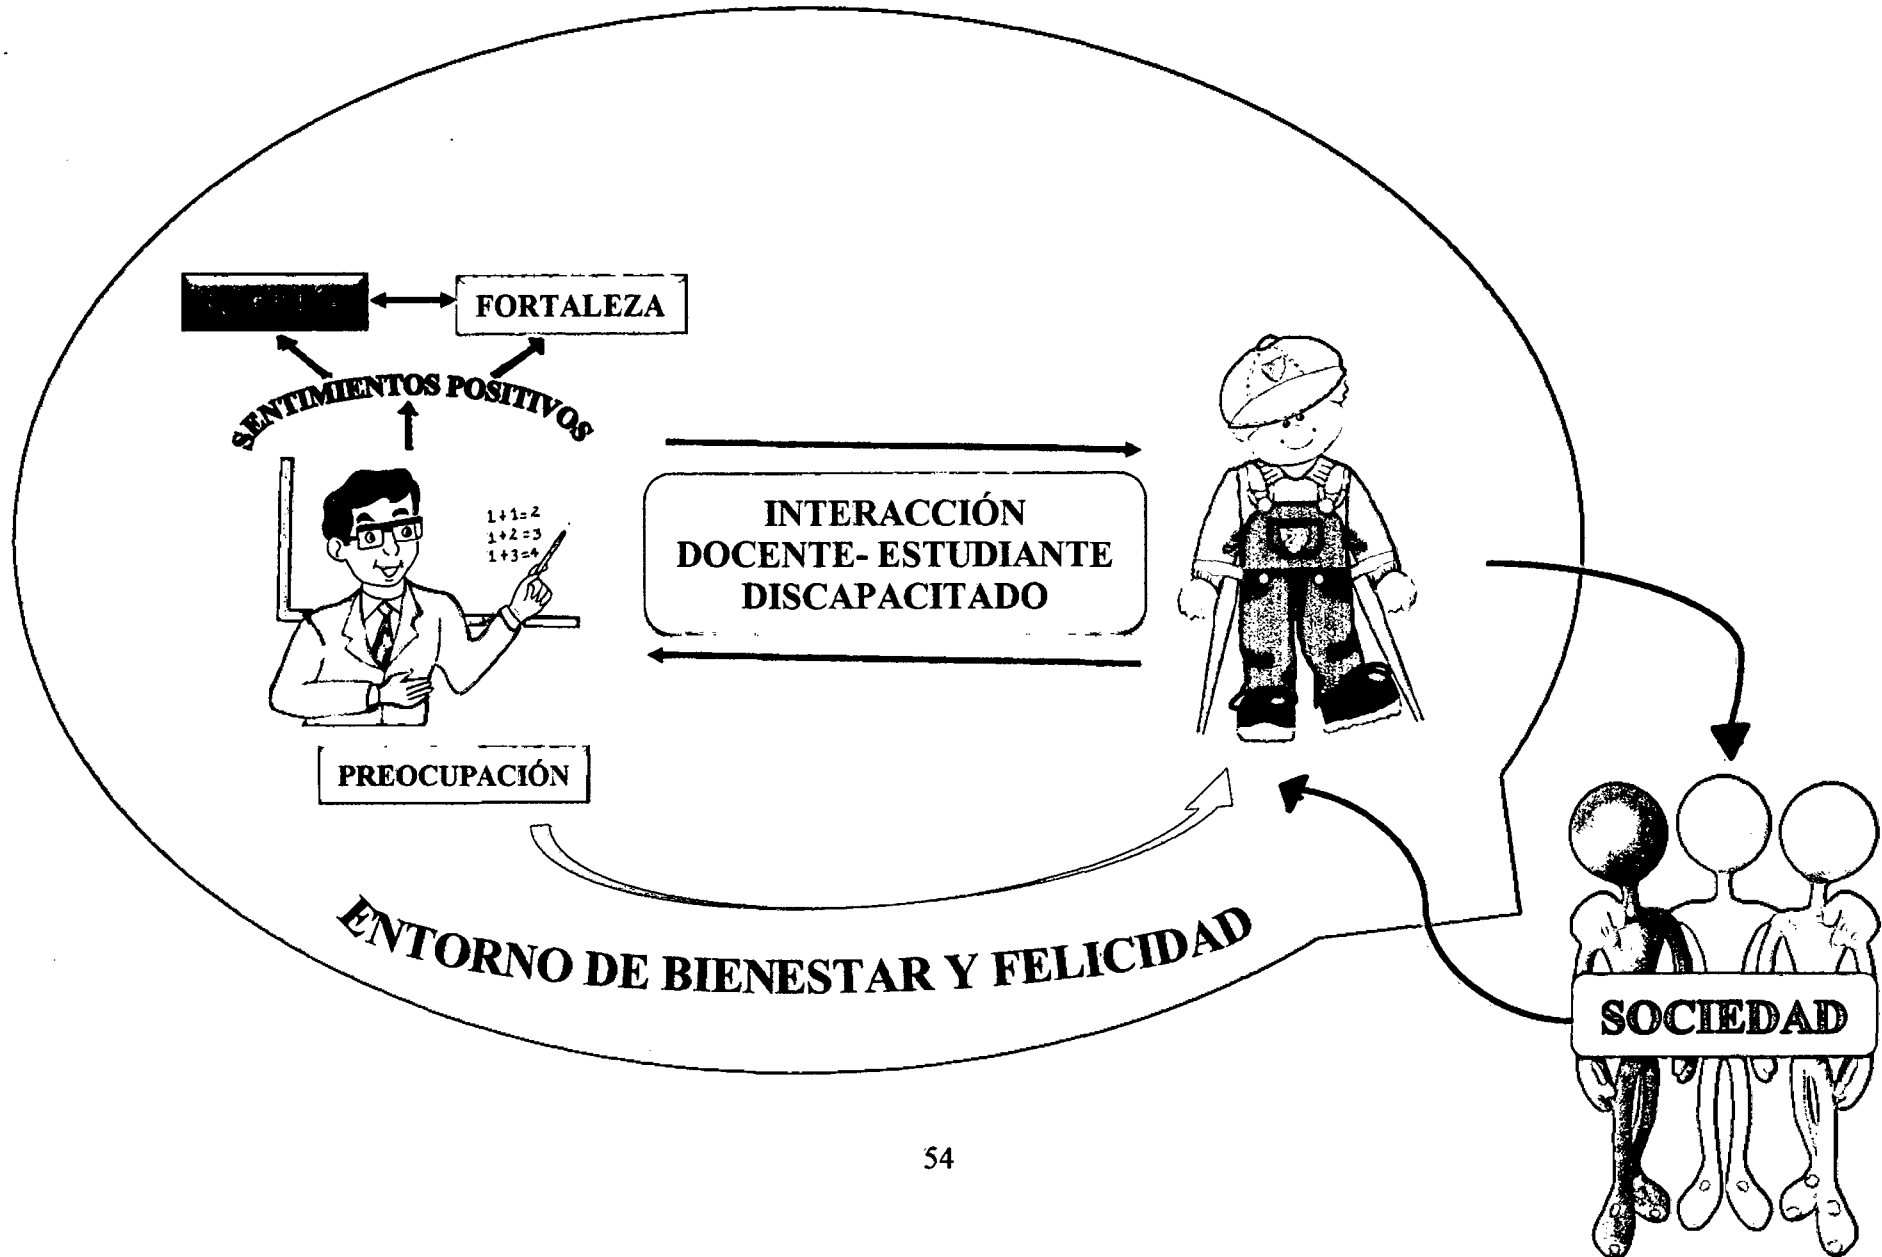 FORTALEZA
SENTIMIENTOS POSITIVOS
1+1=2
1+2=3
1+3=4
INTERACCIÓN
DOCENTE- ESTUDIANTE
DISCAPACITADO
PREOCUPACIÓN
ENTORNO DE BIENESTAR Y FELICIDAD
SOCIEDAD
54